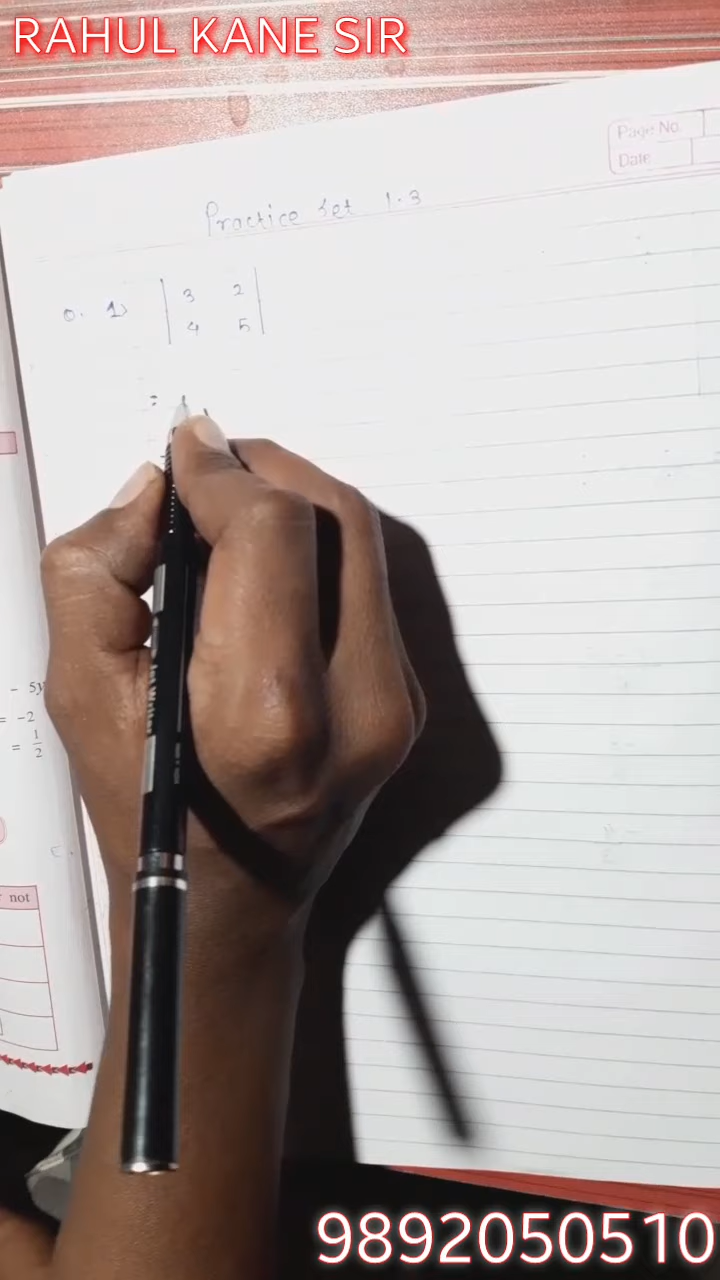 RAHUL KANE SIR
Page No.
Date
Practice Set 1.3
Q. 1)
3 2
4 5
=
- 5y
= -2
= 1/2
not
9892050510